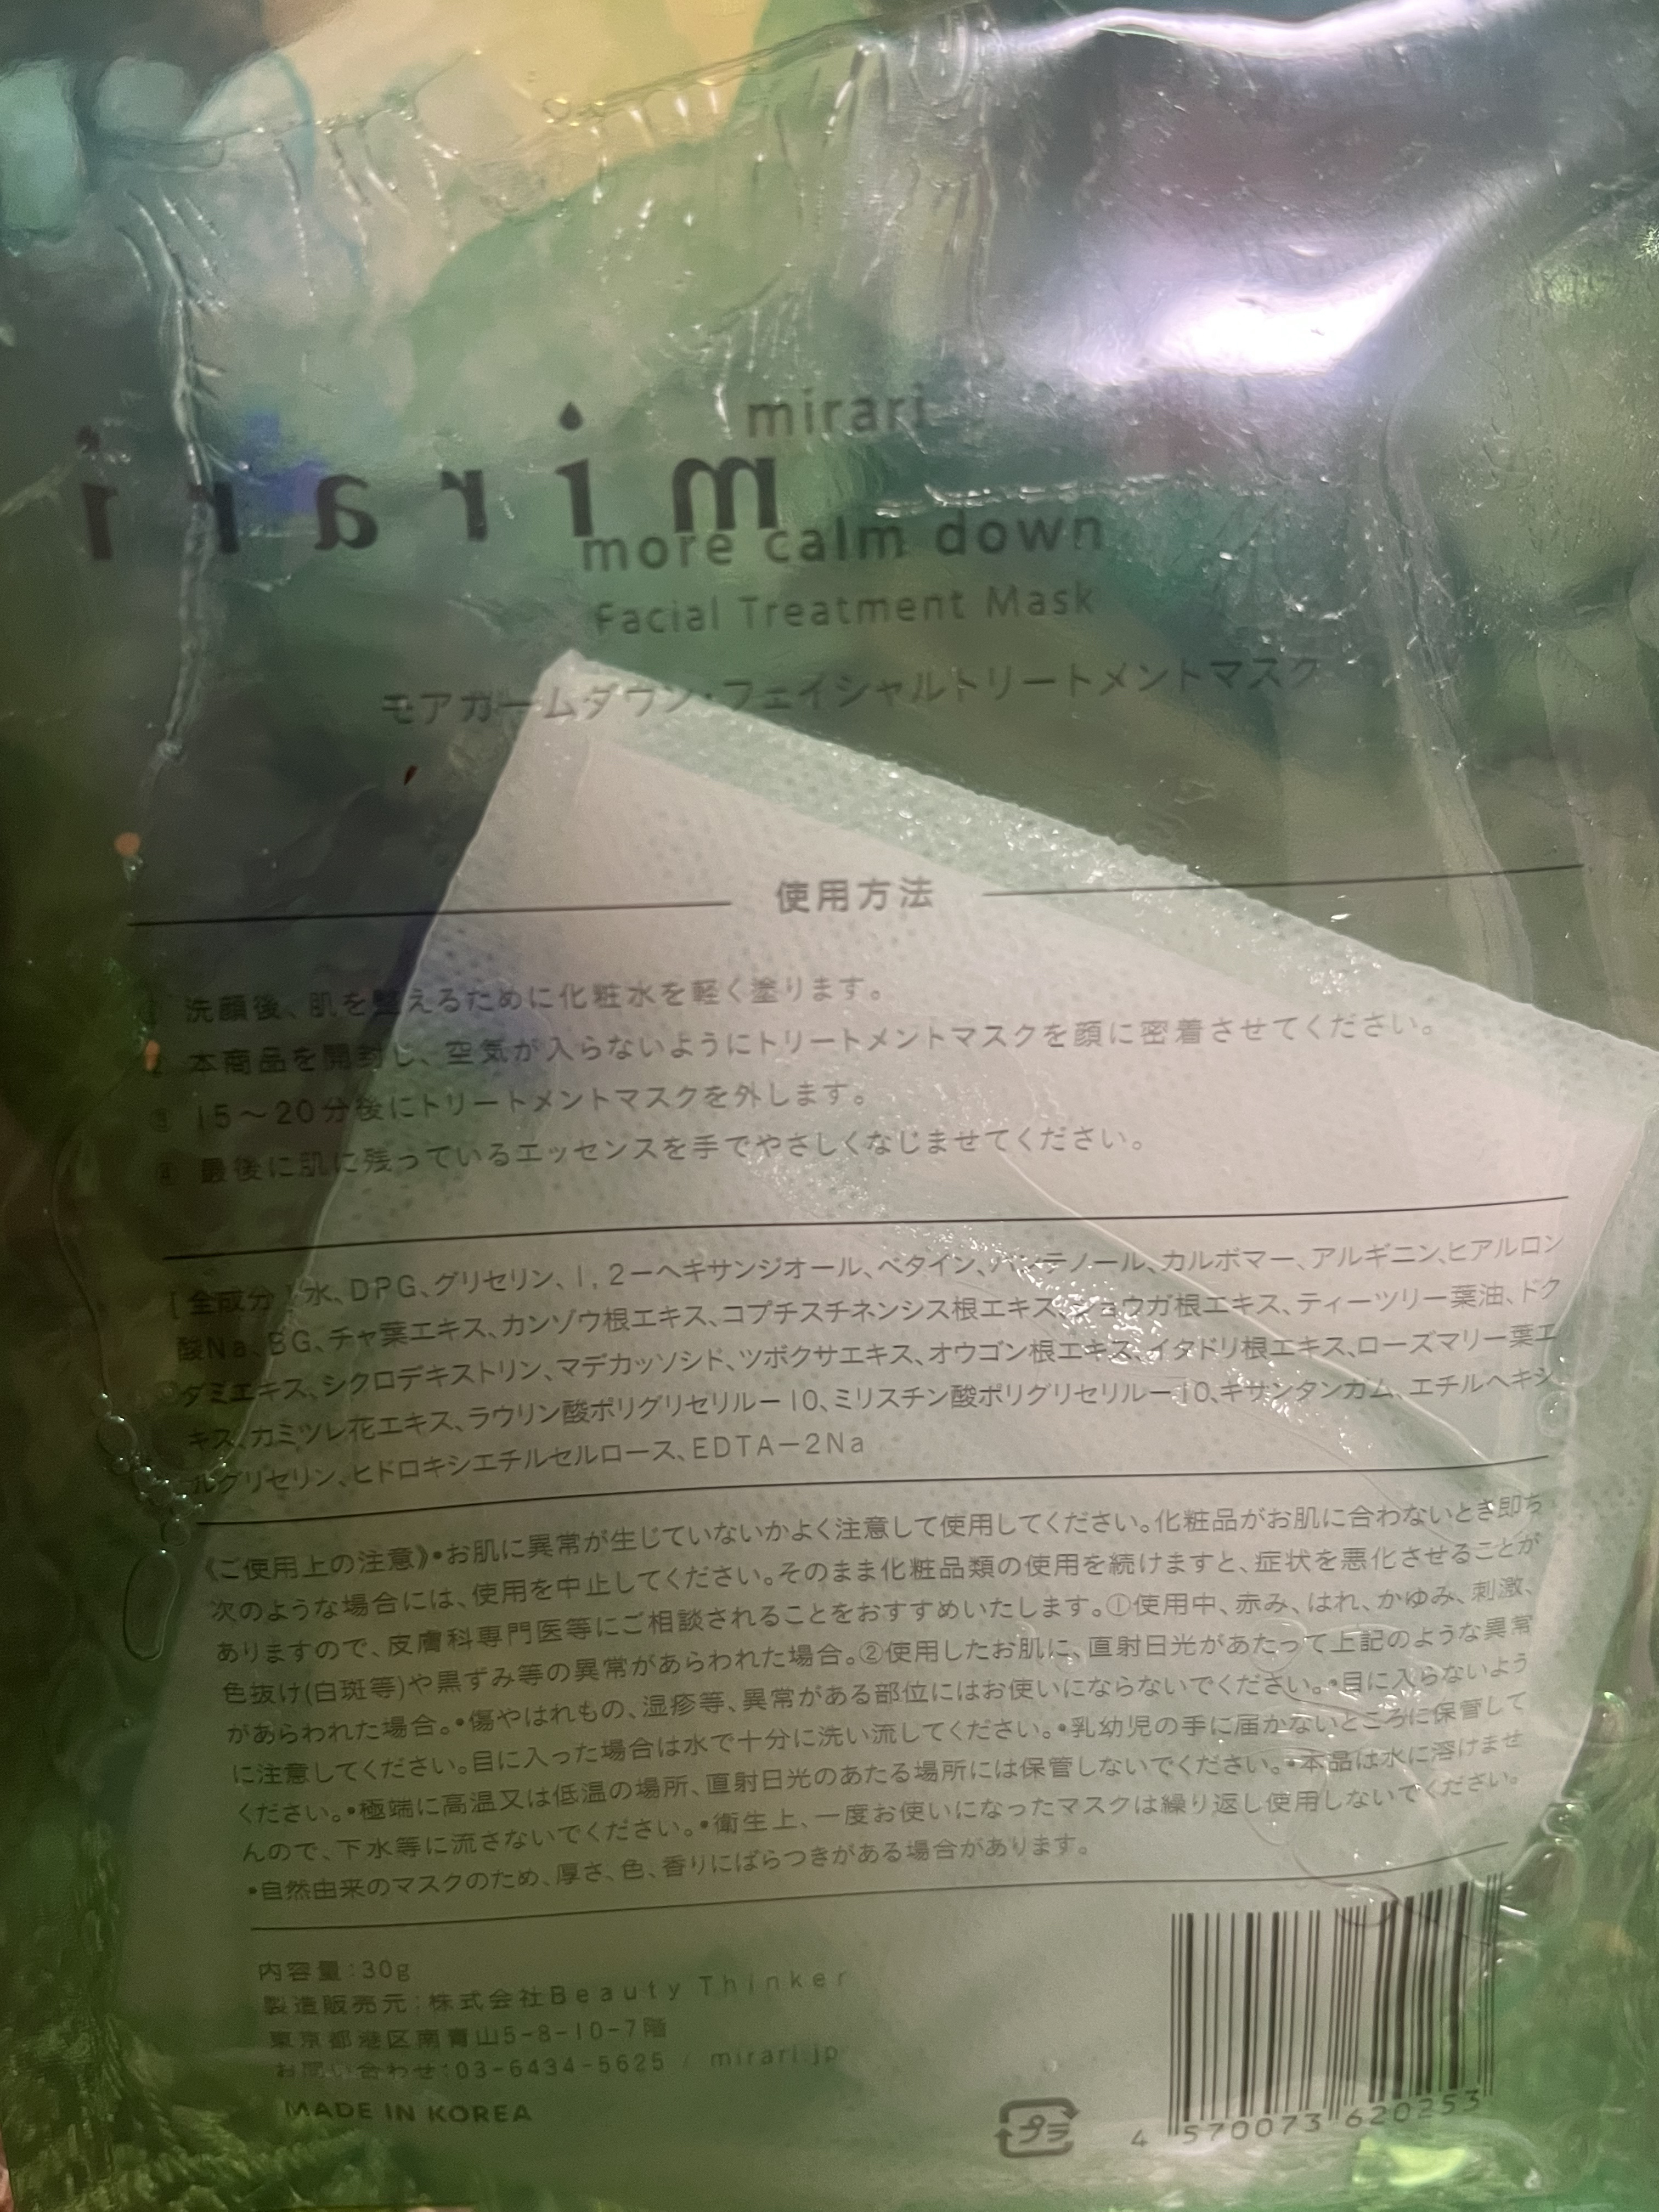 mirari
mirari
more calm down
Facial Treatment Mask
モアカームダウン・フェイシャルトリートメントマスク
使用方法
① 洗顔後、肌を整えるために化粧水を軽く塗ります。
② 本商品を開封し、空気が入らないようにトリートメントマスクを顔に密着させてください。
③ 15～20分後にトリートメントマスクを外します。
④ 最後に肌に残っているエッセンスを手でやさしくなじませてください。
[全成分]水、DPG、グリセリン、1,2－ヘキサンジオール、ベタイン、パンテノール、カルボマー、アルギニン、ヒアルロン
酸Na、BG、チャ葉エキス、カンゾウ根エキス、コプチスチネンシス根エキス、ショウガ根エキス、ティーツリー葉油、ドク
ダミエキス、シクロデキストリン、マデカッソシド、ツボクサエキス、オウゴン根エキス、イタドリ根エキス、ローズマリー葉エ
キス、カミツレ花エキス、ラウリン酸ポリグリセリル－10、ミリスチン酸ポリグリセリル－10、キサンタンガム、エチルヘキシ
ルグリセリン、ヒドロキシエチルセルロース、EDTA－2Na
《ご使用上の注意》•お肌に異常が生じていないかよく注意して使用してください。化粧品がお肌に合わないとき即ち
次のような場合には、使用を中止してください。そのまま化粧品類の使用を続けますと、症状を悪化させることが
ありますので、皮膚科専門医等にご相談されることをおすすめいたします。①使用中、赤み、はれ、かゆみ、刺激、
色抜け(白斑等)や黒ずみ等の異常があらわれた場合。②使用したお肌に、直射日光があたって上記のような異常
があらわれた場合。•傷やはれもの、湿疹等、異常がある部位にはお使いにならないでください。•目に入らないよう
に注意してください。目に入った場合は水で十分に洗い流してください。•乳幼児の手に届かないところに保管して
ください。•極端に高温又は低温の場所、直射日光のあたる場所には保管しないでください。•本品は水に溶けませ
んので、下水等に流さないでください。•衛生上、一度お使いになったマスクは繰り返し使用しないでください。
•自然由来のマスクのため、厚さ、色、香りにばらつきがある場合があります。
内容量：30g
製造販売元：株式会社Beauty Thinker
東京都港区南青山5-8-10-7階
お問い合わせ：03-6434-5625 / mirari.jp
MADE IN KOREA
プラ
4 570073 620253